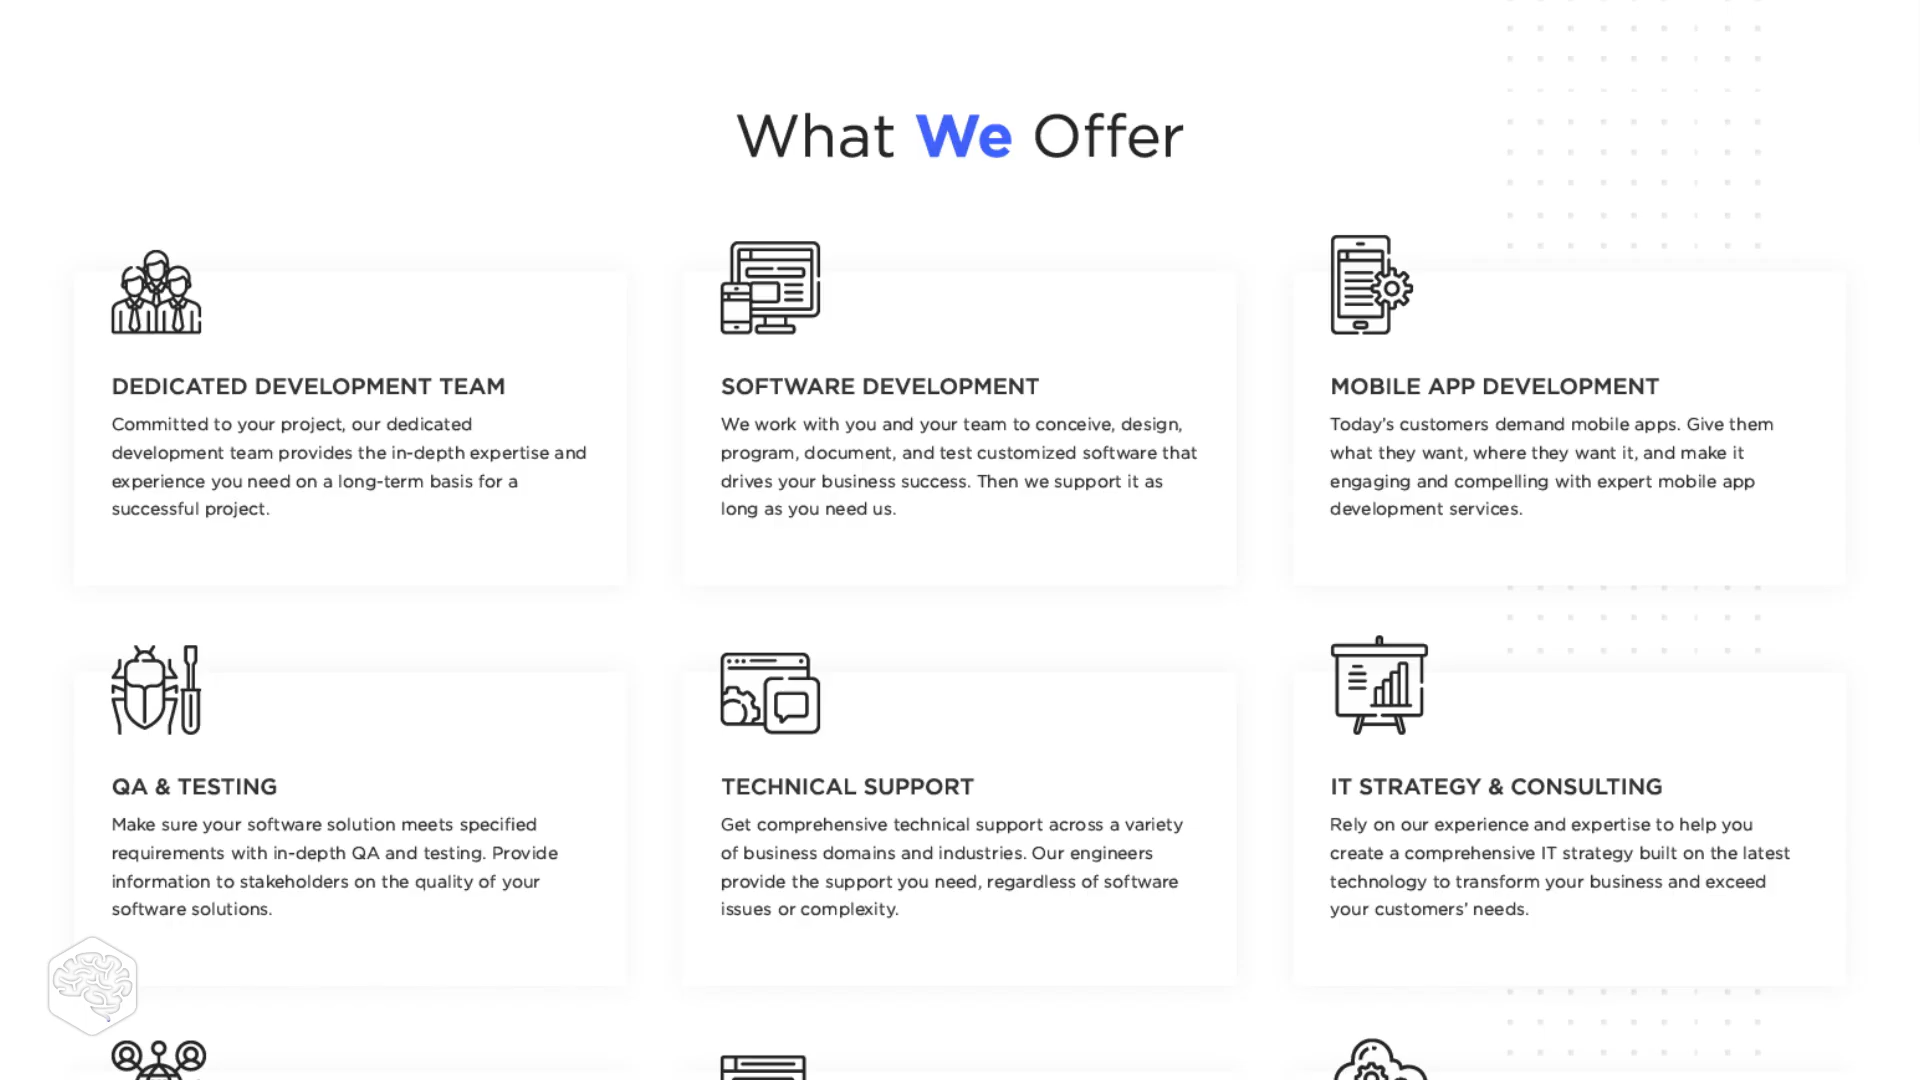 What We Offer
DEDICATED DEVELOPMENT TEAM
Committed to your project, our dedicated
development team provides the in-depth expertise and
experience you need on a long-term basis for a
successful project.
SOFTWARE DEVELOPMENT
We work with you and your team to conceive, design,
program, document, and test customized software that
drives your business success. Then we support it as
long as you need us.
MOBILE APP DEVELOPMENT
Today's customers demand mobile apps. Give them
what they want, where they want it, and make it
engaging and compelling with expert mobile app
development services.
QA & TESTING
Make sure your software solution meets specified
requirements with in-depth QA and testing. Provide
information to stakeholders on the quality of your
software solutions.
TECHNICAL SUPPORT
Get comprehensive technical support across a variety
of business domains and industries. Our engineers
provide the support you need, regardless of software
issues or complexity.
IT STRATEGY & CONSULTING
Rely on our experience and expertise to help you
create a comprehensive IT strategy built on the latest
technology to transform your business and exceed
your customers’ needs.